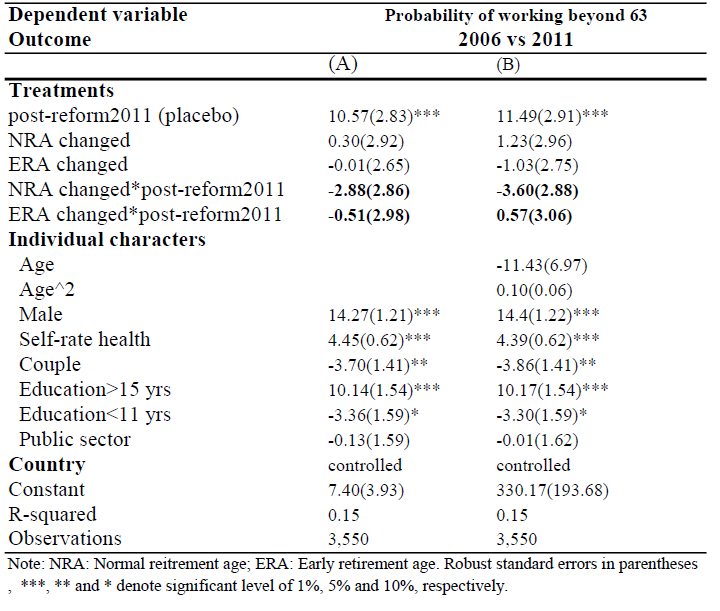 Dependent variable Probability of working beyond 63
Outcome 2006 vs 2011
(A) (B)
Treatments
post-reform2011 (placebo) 10.57(2.83)*** 11.49(2.91)***
NRA changed 0.30(2.92) 1.23(2.96)
ERA changed -0.01(2.65) -1.03(2.75)
NRA changed*post-reform2011 -2.88(2.86) -3.60(2.88)
ERA changed*post-reform2011 -0.51(2.98) 0.57(3.06)
Individual characters
Age -11.43(6.97)
Age^2 0.10(0.06)
Male 14.27(1.21)*** 14.4(1.22)***
Self-rate health 4.45(0.62)*** 4.39(0.62)***
Couple -3.70(1.41)** -3.86(1.41)**
Education>15 yrs 10.14(1.54)*** 10.17(1.54)***
Education<11 yrs -3.36(1.59)* -3.30(1.59)*
Public sector -0.13(1.59) -0.01(1.62)
Country controlled controlled
Constant 7.40(3.93) 330.17(193.68)
R-squared 0.15 0.15
Observations 3,550 3,550
Note: NRA: Normal reitrement age; ERA: Early retirement age. Robust standard errors in parentheses
, ***, ** and * denote significant level of 1%, 5% and 10%, respectively.